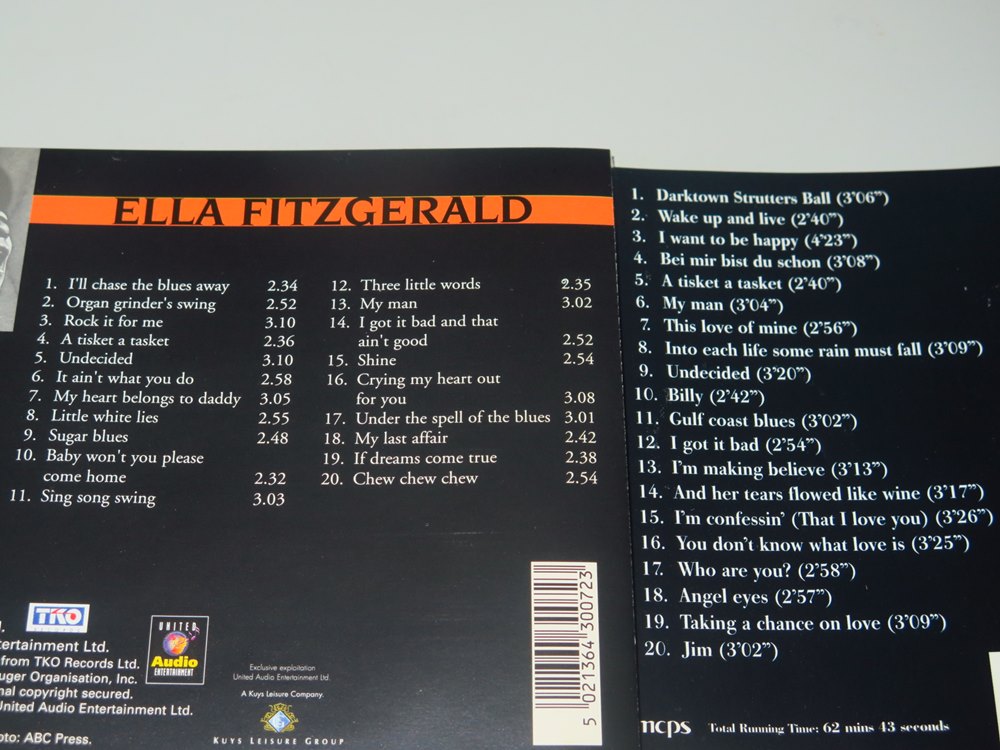 ELLA FITZGERALD
1. I'll chase the blues away 2.34
2. Organ grinder's swing 2.52
3. Rock it for me 3.10
4. A tisket a tasket 2.36
5. Undecided 3.10
6. It ain't what you do 2.58
7. My heart belongs to daddy 3.05
8. Little white lies 2.55
9. Sugar blues 2.48
10. Baby won't you please
come home 2.32
11. Sing song swing 3.03
12. Three little words 2.35
13. My man 3.02
14. I got it bad and that
ain't good 2.52
15. Shine 2.54
16. Crying my heart out
for you 3.08
17. Under the spell of the blues 3.01
18. My last affair 2.42
19. If dreams come true 2.38
20. Chew chew chew 2.54
TKO
tertainment Ltd.
from TKO Records Ltd.
uger Organisation, Inc.
nal copyright secured.
United Audio Entertainment Ltd.
oto: ABC Press.
UNITED
Audio
ENTERTAINMENT
Exclusive exploitation
United Audio Entertainment Ltd.
A Kuys Leisure Company.
KUYS LEISURE GROUP
5 021364 300723
1. Darktown Strutters Ball (3'06")
2. Wake up and live (2'40")
3. I want to be happy (4'23")
4. Bei mir bist du schon (3'08")
5. A tisket a tasket (2'40")
6. My man (3'04")
7. This love of mine (2'56")
8. Into each life some rain must fall (3'09")
9. Undecided (3'20")
10. Billy (2'42")
11. Gulf coast blues (3'02")
12. I got it bad (2'54")
13. I'm making believe (3'13")
14. And her tears flowed like wine (3'17")
15. I'm confessin' (That I love you) (3'26")
16. You don't know what love is (3'25")
17. Who are you? (2'58")
18. Angel eyes (2'57")
19. Taking a chance on love (3'09")
20. Jim (3'02")
ncps Total Running Time: 62 mins 43 seconds